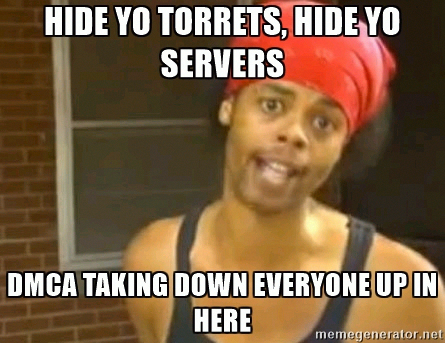 HIDE YO TORRETS, HIDE YO
SERVERS
DMCA TAKING DOWN EVERYONE UP IN
HERE
memegenerator.net